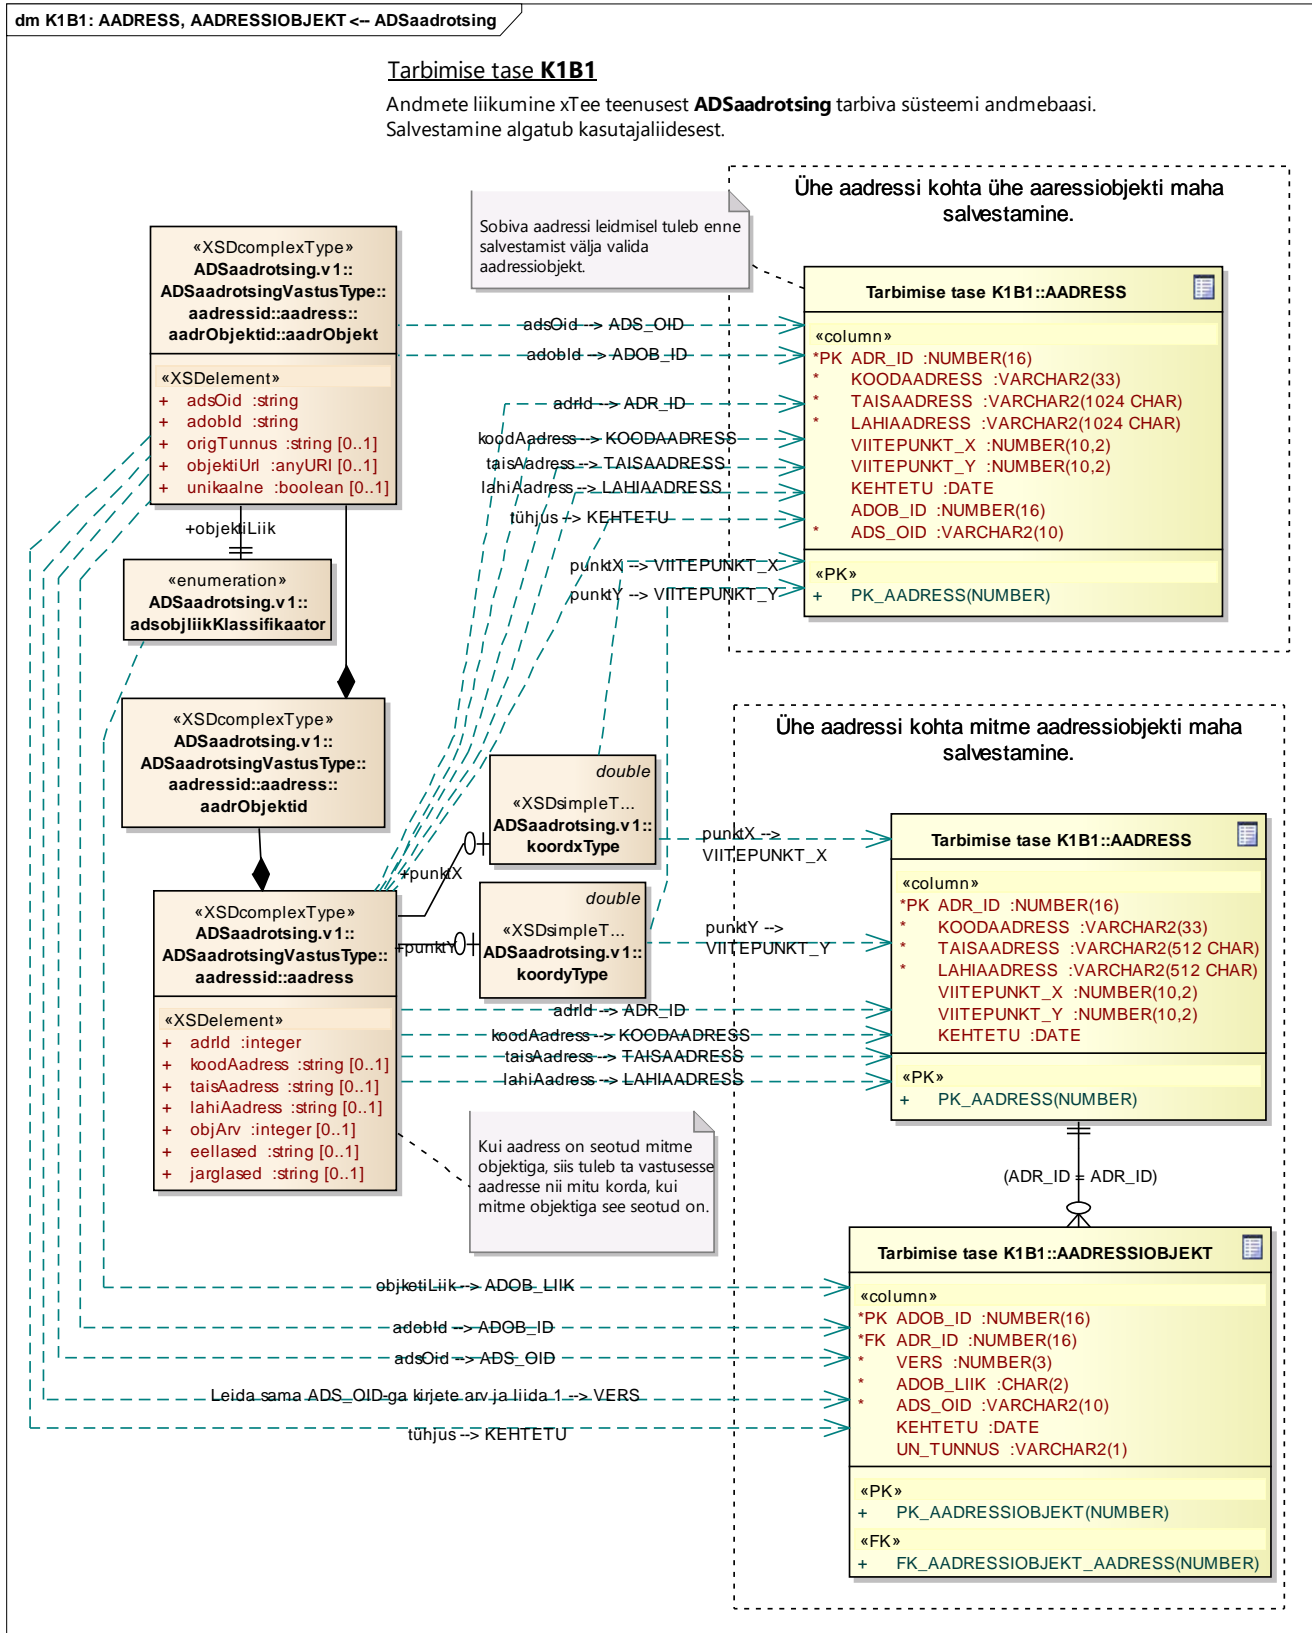 dm K1B1: AADRESS, AADRESSIOBJEKT <-- ADSaadrotsing
Tarbimise tase K1B1
Andmete liikumine xTee teenusest ADSaadrotsing tarbiva süsteemi andmebaasi.
Salvestamine algatub kasutajaliidesest.
Ühe aadressi kohta ühe aaressiobjekti maha
salvestamine.
Sobiva aadressi leidmisel tuleb enne
salvestamist välja valida
aadressiobjekt.
«XSDcomplexType»
ADSaadrotsing.v1::
ADSaadrotsingVastusType::
aadressid::aadress::
aadrObjektid::aadrObjekt
«XSDelement»
+ adsOid :string
+ adobId :string
+ origTunnus :string [0..1]
+ objektiUrl :anyURI [0..1]
+ unikaalne :boolean [0..1]
adsOid --> ADS_OID
adobId --> ADOB_ID
adrId --> ADR_ID
koodAadress --> KOODAADRESS
taisAadress --> TAISAADRESS
lahiAadress --> LAHIAADRESS
tühjus --> KEHTETU
punktX --> VIITEPUNKT_X
punktY --> VIITEPUNKT_Y
Tarbimise tase K1B1::AADRESS
«column»
*PK ADR_ID :NUMBER(16)
* KOODAADRESS :VARCHAR2(33)
* TAISAADRESS :VARCHAR2(1024 CHAR)
* LAHIAADRESS :VARCHAR2(1024 CHAR)
VIITEPUNKT_X :NUMBER(10,2)
VIITEPUNKT_Y :NUMBER(10,2)
KEHTETU :DATE
ADOB_ID :NUMBER(16)
* ADS_OID :VARCHAR2(10)
«PK»
+ PK_AADRESS(NUMBER)
+objektiLiik
«enumeration»
ADSaadrotsing.v1::
adsobjliikKlassifikaator
«XSDcomplexType»
ADSaadrotsing.v1::
ADSaadrotsingVastusType::
aadressid::aadress::
aadrObjektid
Ühe aadressi kohta mitme aadressiobjekti maha
salvestamine.
double
«XSDsimpleT...
ADSaadrotsing.v1::
koordxType
+punktX
double
«XSDsimpleT...
ADSaadrotsing.v1::
koordyType
+punktY
punktX -->
VIITEPUNKT_X
punktY -->
VIITEPUNKT_Y
«XSDcomplexType»
ADSaadrotsing.v1::
ADSaadrotsingVastusType::
aadressid::aadress
«XSDelement»
+ adrId :integer
+ koodAadress :string [0..1]
+ taisAadress :string [0..1]
+ lahiAadress :string [0..1]
+ objArv :integer [0..1]
+ eellased :string [0..1]
+ jarglased :string [0..1]
adrId --> ADR_ID
koodAadress --> KOODAADRESS
taisAadress --> TAISAADRESS
lahiAadress --> LAHIAADRESS
Tarbimise tase K1B1::AADRESS
«column»
*PK ADR_ID :NUMBER(16)
* KOODAADRESS :VARCHAR2(33)
* TAISAADRESS :VARCHAR2(512 CHAR)
* LAHIAADRESS :VARCHAR2(512 CHAR)
VIITEPUNKT_X :NUMBER(10,2)
VIITEPUNKT_Y :NUMBER(10,2)
KEHTETU :DATE
«PK»
+ PK_AADRESS(NUMBER)
Kui aadress on seotud mitme
objektiga, siis tuleb ta vastusesse
aadresse nii mitu korda, kui
mitme objektiga see seotud on.
(ADR_ID = ADR_ID)
objketiLiik --> ADOB_LIIK
adobId --> ADOB_ID
adsOid --> ADS_OID
Leida sama ADS_OID-ga kirjete arv ja liida 1 --> VERS
tühjus --> KEHTETU
Tarbimise tase K1B1::AADRESSIOBJEKT
«column»
*PK ADOB_ID :NUMBER(16)
*FK ADR_ID :NUMBER(16)
* VERS :NUMBER(3)
* ADOB_LIIK :CHAR(2)
* ADS_OID :VARCHAR2(10)
KEHTETU :DATE
UN_TUNNUS :VARCHAR2(1)
«PK»
+ PK_AADRESSIOBJEKT(NUMBER)
«FK»
+ FK_AADRESSIOBJEKT_AADRESS(NUMBER)